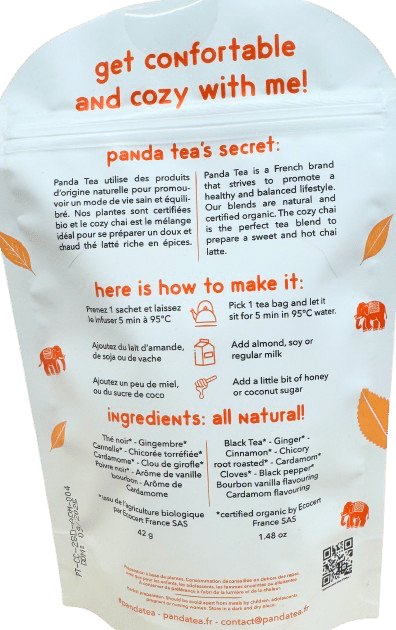 get confortable
and cozy with me!
panda tea's secret:
Panda Tea utilise des produits
d'origine naturelle pour promou-
voir un mode de vie sain et équili-
bré. Nos plantes sont certifiées
bio et le cozy chai est le mélange
idéal pour se préparer un doux et
chaud thé latté riche en épices.
Panda Tea is a French brand
that strives to promote a
healthy and balanced lifestyle.
Our blends are natural and
certified organic. The cozy chai
is the perfect tea blend to
prepare a sweet and hot chai
latte.
here is how to make it:
Prenez 1 sachet et laissez
le infuser 5 min à 95°C
Pick 1 tea bag and let it
sit for 5 min in 95°C water.
Ajoutez du lait d'amande,
de soja ou de vache
Add almond, soy or
regular milk
Ajoutez un peu de miel,
ou du sucre de coco
Add a little bit of honey
or coconut sugar
ingredients: all natural!
Thé noir* - Gingembre*
Cannelle* - Chicorée torréfiée*
Cardamome* - Clou de girofle*
Poivre noir* - Arôme de vanille
bourbon - Arôme de
Cardamome
*issu de l'agriculture biologique
par Ecocert France SAS
42 g
Black Tea* - Ginger* -
Cinnamon* - Chicory
root roasted* - Cardamom*
Cloves* - Black pepper*
Bourbon vanilla flavouring
Cardamom flavouring
*certified organic by Ecocert
France SAS
1.48 oz
#pandatea - pandatea.fr - contact@pandatea.fr